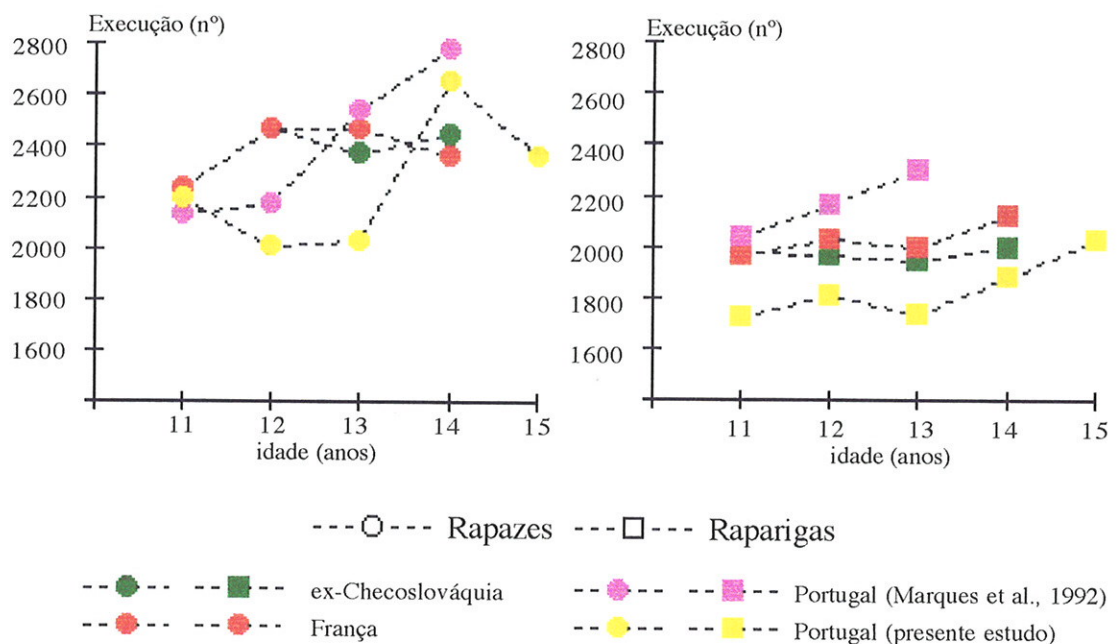 Execução (nº)
2800
2600
2400
2200
2000
1800
1600
11 12 13 14 15
idade (anos)
Execução (nº)
2800
2600
2400
2200
2000
1800
1600
11 12 13 14 15
idade (anos)
Rapazes Raparigas
ex-Checoslováquia Portugal (Marques et al., 1992)
França Portugal (presente estudo)